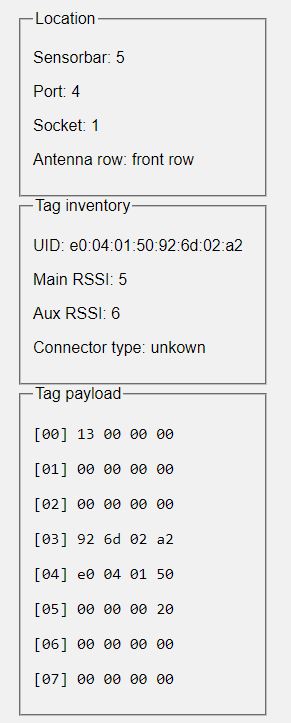 Location
Sensorbar: 5
Port: 4
Socket: 1
Antenna row: front row
Tag inventory
UID: e0:04:01:50:92:6d:02:a2
Main RSSI: 5
Aux RSSI: 6
Connector type: unkown
Tag payload
[00] 13 00 00 00
[01] 00 00 00 00
[02] 00 00 00 00
[03] 92 6d 02 a2
[04] e0 04 01 50
[05] 00 00 00 20
[06] 00 00 00 00
[07] 00 00 00 00